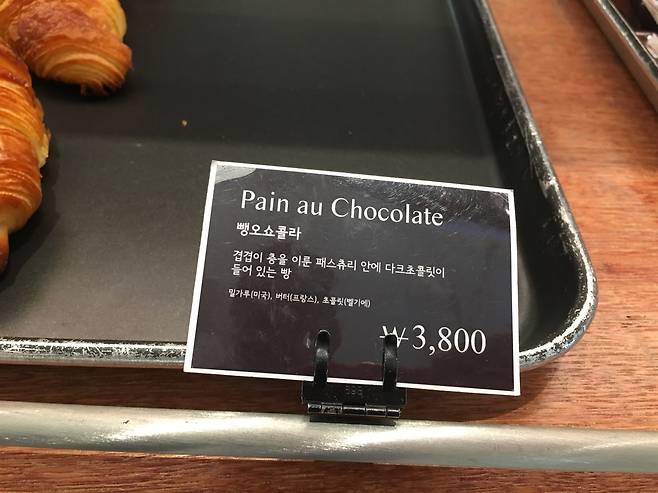 Pain au Chocolate
뺑오쇼콜라
겹겹이 층을 이룬 패스츄리 안에 다크초콜릿이
들어 있는 빵
밀가루(미국), 버터(프랑스), 초콜릿(벨기에)
₩3,800